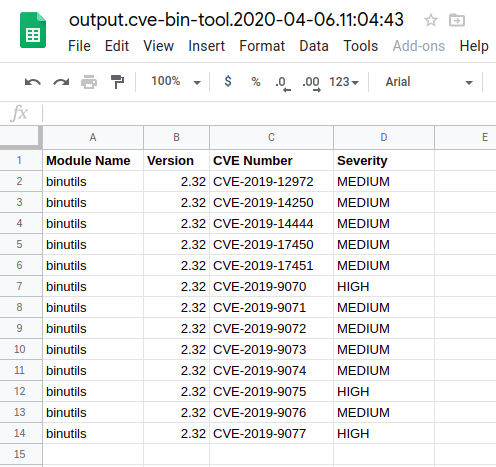 output.cve-bin-tool.2020-04-06.11:04:43
File Edit View Insert Format Data Tools Add-ons Help
100% $ % .0 .00 123 Arial
fx
A B C D E
1 Module Name Version CVE Number Severity
2 binutils 2.32 CVE-2019-12972 MEDIUM
3 binutils 2.32 CVE-2019-14250 MEDIUM
4 binutils 2.32 CVE-2019-14444 MEDIUM
5 binutils 2.32 CVE-2019-17450 MEDIUM
6 binutils 2.32 CVE-2019-17451 MEDIUM
7 binutils 2.32 CVE-2019-9070 HIGH
8 binutils 2.32 CVE-2019-9071 MEDIUM
9 binutils 2.32 CVE-2019-9072 MEDIUM
10 binutils 2.32 CVE-2019-9073 MEDIUM
11 binutils 2.32 CVE-2019-9074 MEDIUM
12 binutils 2.32 CVE-2019-9075 HIGH
13 binutils 2.32 CVE-2019-9076 MEDIUM
14 binutils 2.32 CVE-2019-9077 HIGH
15